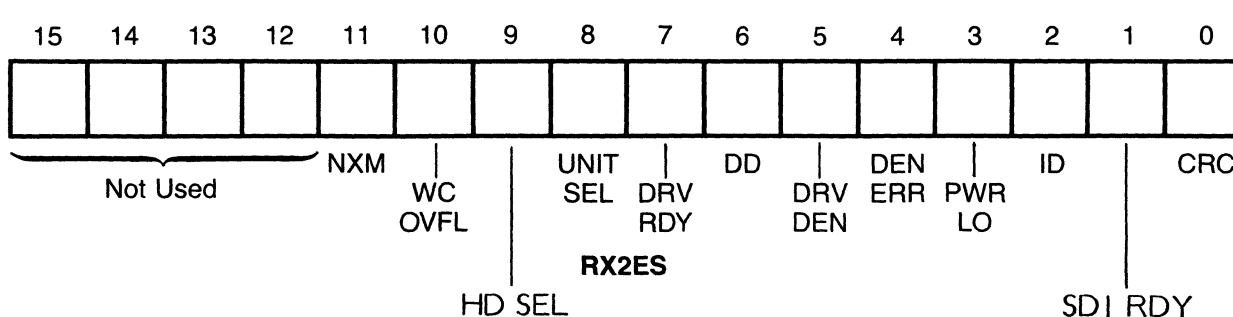 15 14 13 12 11 10 9 8 7 6 5 4 3 2 1 0
Not Used
NXM
WC
OVFL
HD SEL
UNIT
SEL
DRV
RDY
DD
DRV
DEN
DEN
ERR
PWR
LO
ID
SDI RDY
CRC
RX2ES